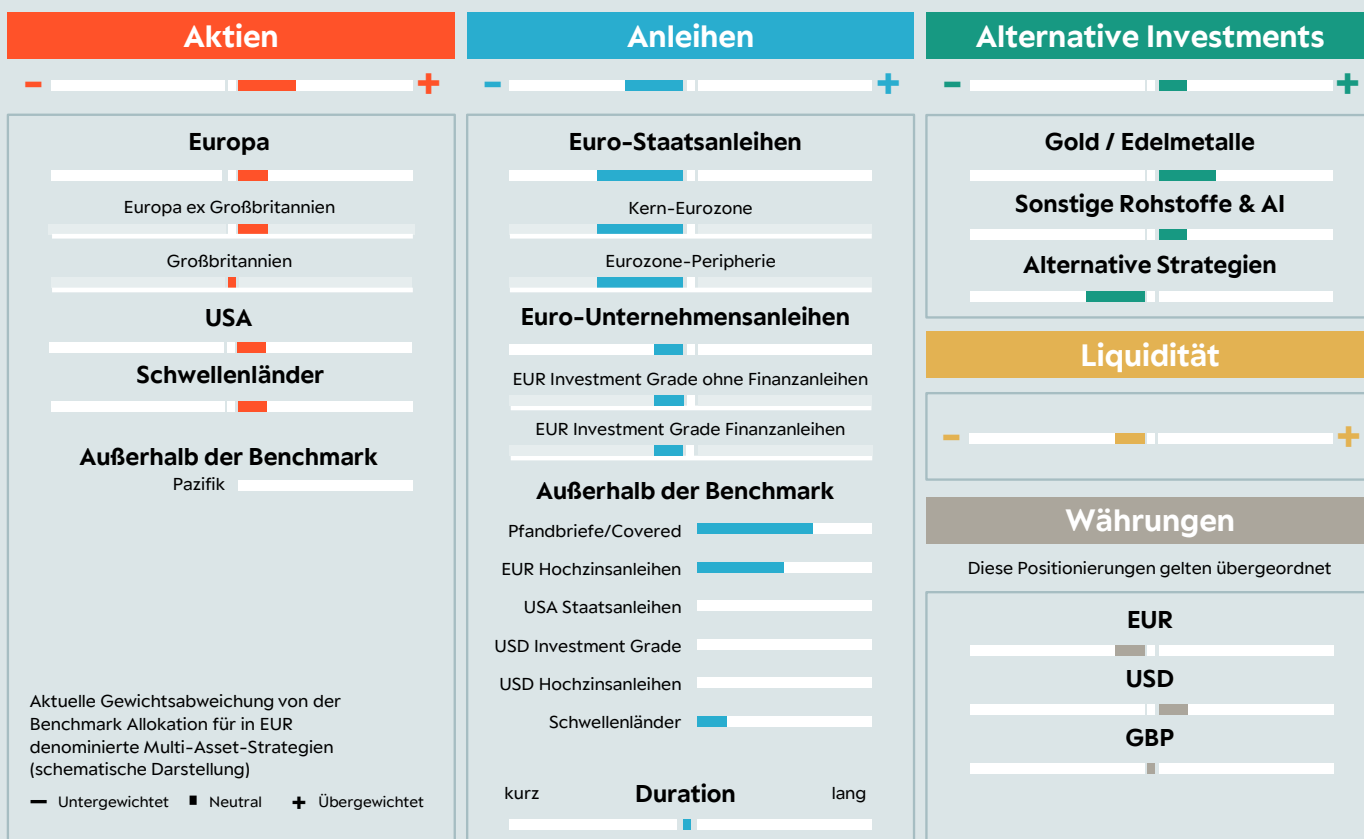 Aktien
− +
Europa
Europa ex Großbritannien
Großbritannien
USA
Schwellenländer
Außerhalb der Benchmark
Pazifik
Aktuelle Gewichtsabweichung von der
Benchmark Allokation für in EUR
denominierte Multi-Asset-Strategien
(schematische Darstellung)
− Untergewichtet ▪ Neutral + Übergewichtet
Anleihen
− +
Euro-Staatsanleihen
Kern-Eurozone
Eurozone-Peripherie
Euro-Unternehmensanleihen
EUR Investment Grade ohne Finanzanleihen
EUR Investment Grade Finanzanleihen
Außerhalb der Benchmark
Pfandbriefe/Covered
EUR Hochzinsanleihen
USA Staatsanleihen
USD Investment Grade
USD Hochzinsanleihen
Schwellenländer
kurz Duration lang
Alternative Investments
− +
Gold / Edelmetalle
Sonstige Rohstoffe & AI
Alternative Strategien
Liquidität
− +
Währungen
Diese Positionierungen gelten übergeordnet
EUR
USD
GBP